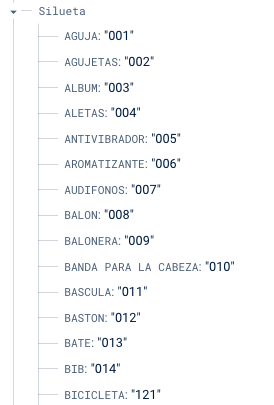 Silueta
AGUJA: "001"
AGUJETAS: "002"
ALBUM: "003"
ALETAS: "004"
ANTIVIBRADOR: "005"
AROMATIZANTE: "006"
AUDIFONOS: "007"
BALON: "008"
BALONERA: "009"
BANDA PARA LA CABEZA: "010"
BASCULA: "011"
BASTON: "012"
BATE: "013"
BIB: "014"
BICICLETA: "121"